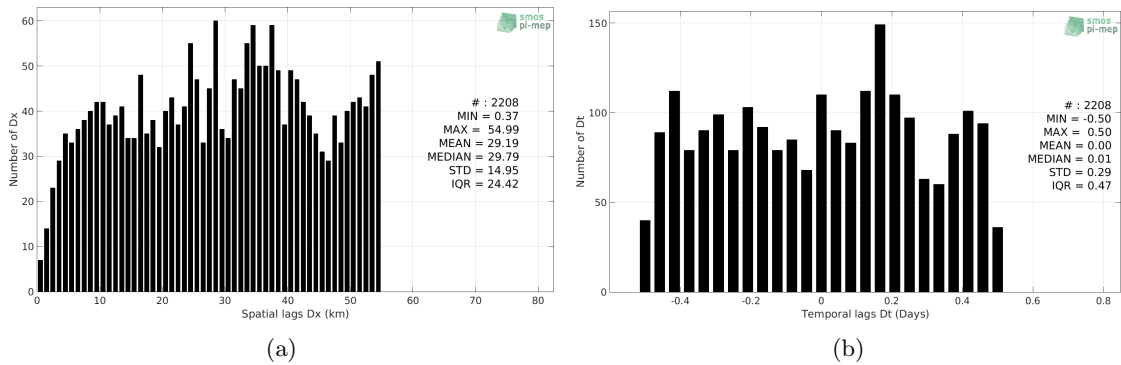 60
50
40
30
20
10
0
Number of Dx
0 10 20 30 40 50 60 70 80
Spatial lags Dx (km)
smos
pi-mep
# : 2208
MIN = 0.37
MAX = 54.99
MEAN = 29.19
MEDIAN = 29.79
STD = 14.95
IQR = 24.42
(a)
150
100
50
0
Number of Dt
-0.4 -0.2 0 0.2 0.4 0.6 0.8
Temporal lags Dt (Days)
smos
pi-mep
# : 2208
MIN = -0.50
MAX = 0.50
MEAN = 0.00
MEDIAN = 0.01
STD = 0.29
IQR = 0.47
(b)